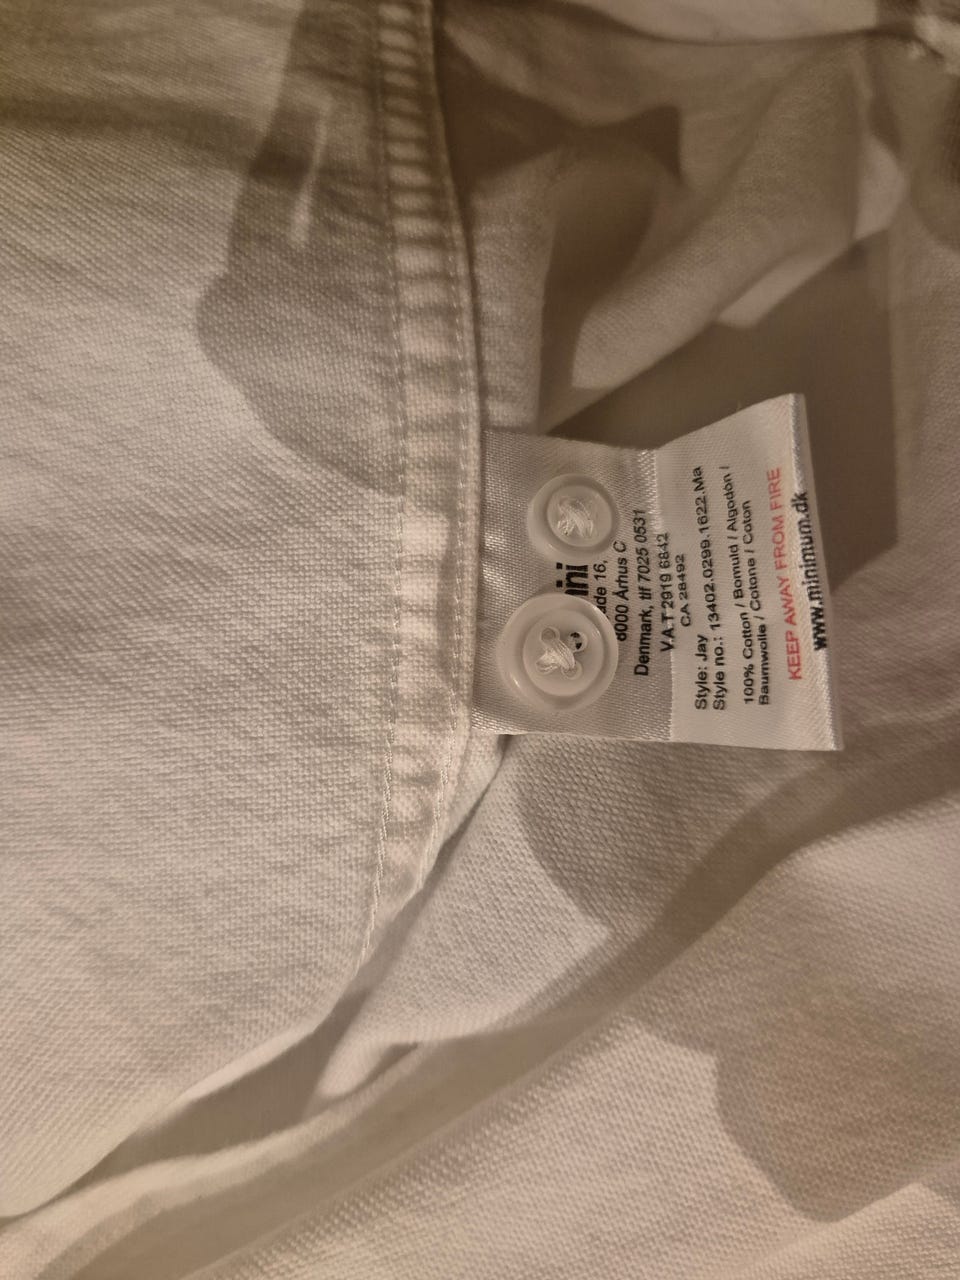 16,
8000 Århus C
Denmark, tlf 7025 0531
V.A.T 2919 6842
CA 28492
Style: Jay
Style no.: 13402.0299.1622.Ma
100% Cotton / Bomuld / Algodón /
Baumwolle / Cotone / Coton
KEEP AWAY FROM FIRE
www.minimum.dk